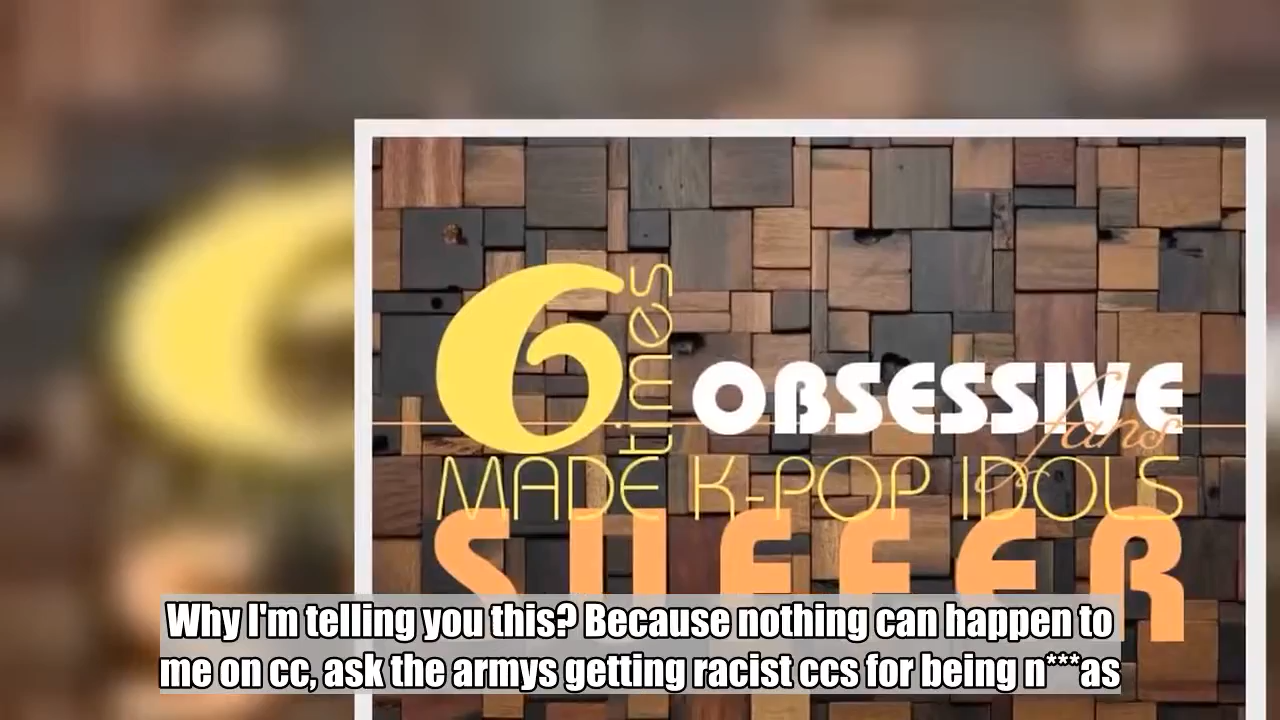 6 times OBSESSIVE
fans
MADE K-POP IDOLS
SUFFER
Why I'm telling you this? Because nothing can happen to
me on cc, ask the armys getting racist ccs for being n***as